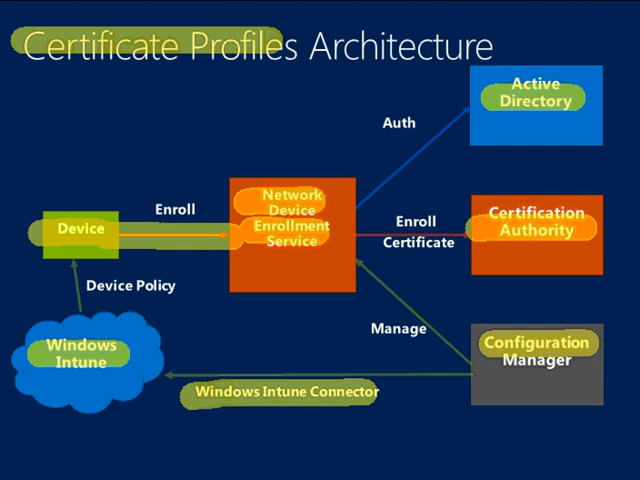 Certificate Profiles Architecture
Active
Directory
Auth
Network
Device
Enrollment
Service
Enroll
Device
Enroll
Certificate
Certification
Authority
Device Policy
Windows
Intune
Manage
Configuration
Manager
Windows Intune Connector